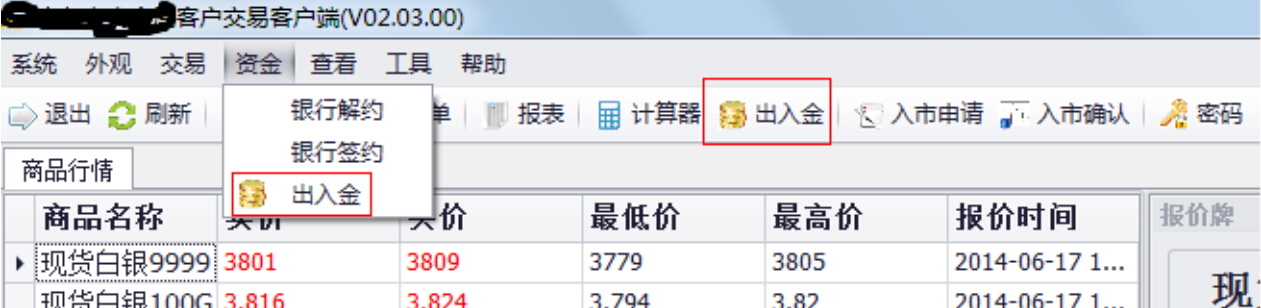 客户交易客户端(V02.03.00)
系统 外观 交易 资金 查看 工具 帮助
退出 刷新 单 报表 计算器 出入金 入市申请 入市确认 密码
银行解约
银行签约
出入金
商品行情
商品名称 卖价 买价 最低价 最高价 报价时间 报价牌
现货白银9999 3801 3809 3779 3805 2014-06-17 1...
现货白银100G 3.816 3.824 3.794 3.82 2014-06-17 1...
现